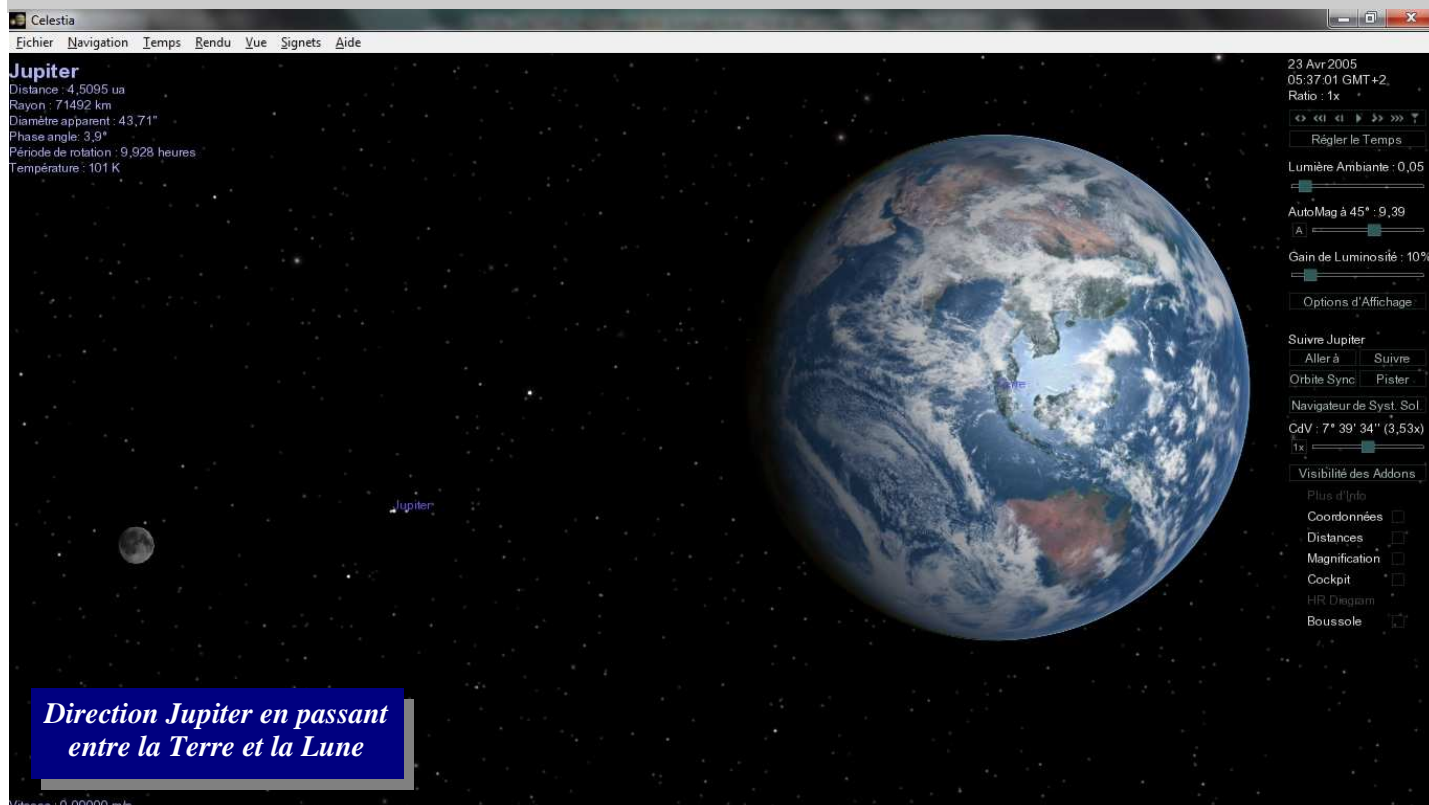 Celestia
Fichier Navigation Temps Rendu Vue Signets Aide
Jupiter
Distance : 4,5095 ua
Rayon : 71492 km
Diamètre apparent : 43,71"
Phase angle: 3,9°
Période de rotation : 9,928 heures
Température : 101 K
23 Avr 2005
05:37:01 GMT+2
Ratio : 1x
Régler le Temps
Lumière Ambiante : 0,05
AutoMag à 45° : 9,39
A
Gain de Luminosité : 10%
Options d'Affichage
Suivre Jupiter
Aller à Suivre
Orbite Sync Pister
Navigateur de Syst. Sol.
CdV : 7° 39' 34'' (3,53x)
1x
Visibilité des Addons
Plus d'Info
Coordonnées
Distances
Magnification
Cockpit
HR Diagram
Boussole
Jupiter
Direction Jupiter en passant
entre la Terre et la Lune